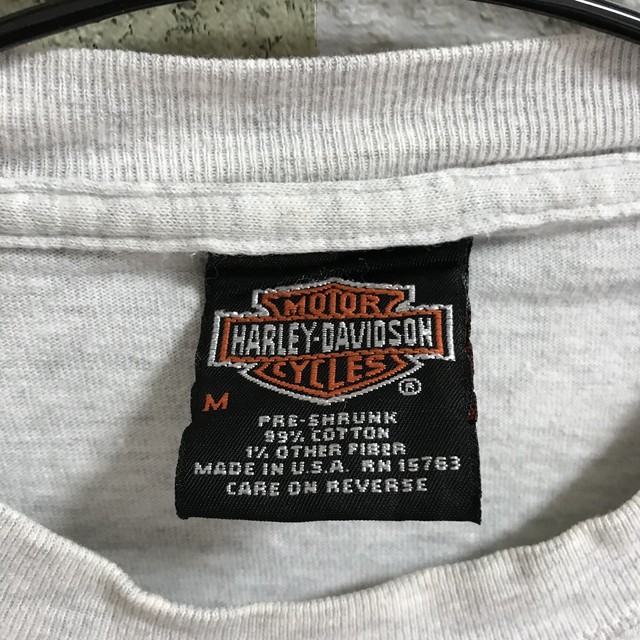 MOTOR
HARLEY-DAVIDSON
CYCLES
®
M
PRE-SHRUNK
99% COTTON
1% OTHER FIBER
MADE IN U.S.A. RN 15763
CARE ON REVERSE